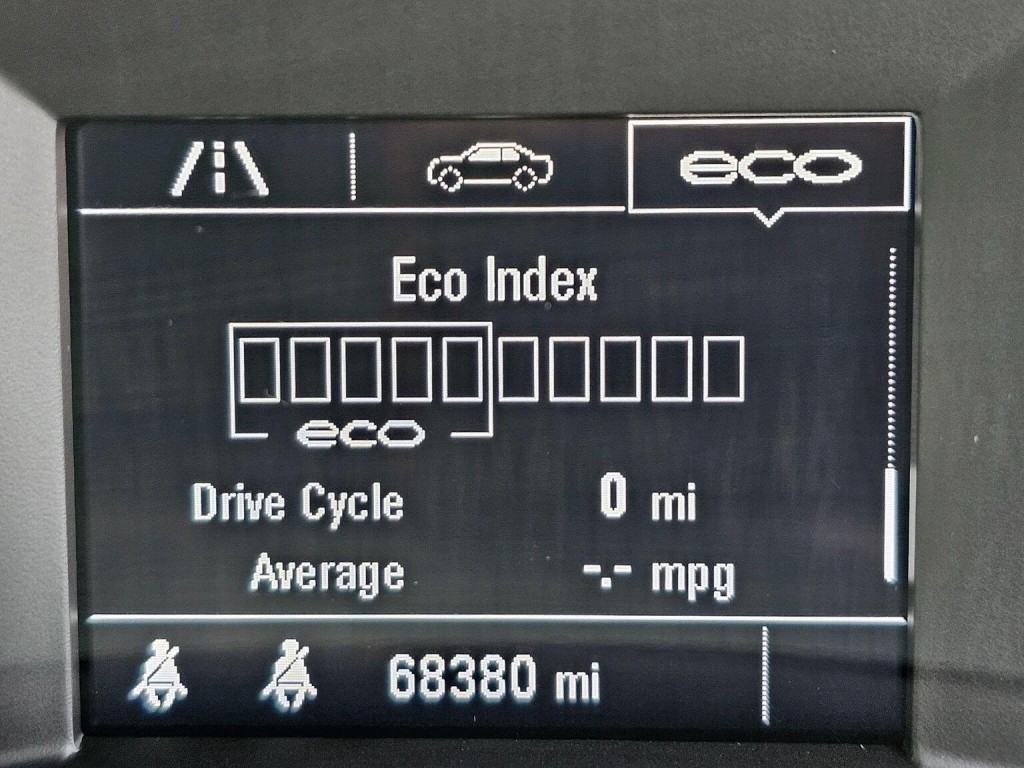 eco
Eco Index
eco
Drive Cycle 0 mi
Average -.- mpg
68380 mi